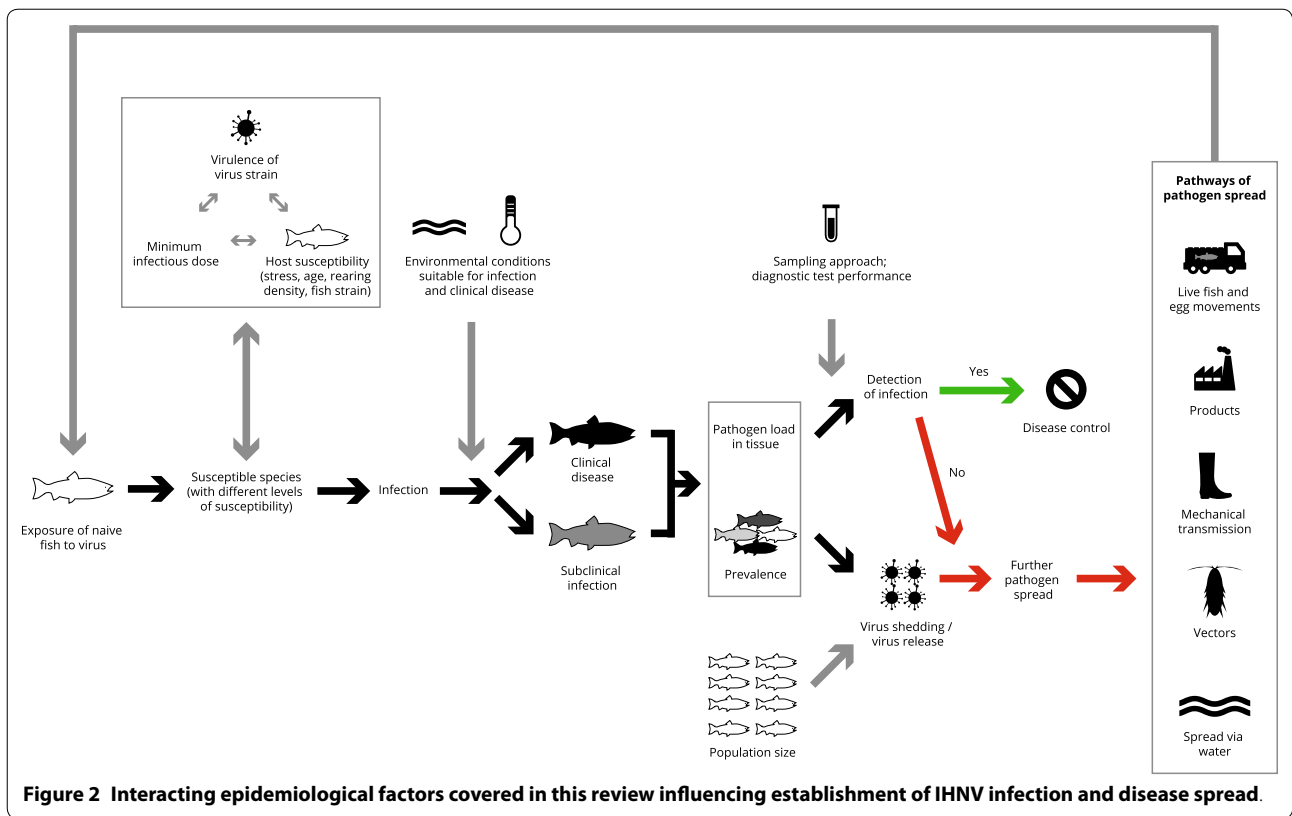 Virulence of
virus strain
Minimum
infectious dose
Host susceptibility
(stress, age, rearing
density, fish strain)
Environmental conditions
suitable for infection
and clinical disease
Sampling approach;
diagnostic test performance
Exposure of naive
fish to virus
Susceptible species
(with different levels
of susceptibility)
Infection
Clinical
disease
Subclinical
infection
Pathogen load
in tissue
Prevalence
Detection
of infection
Yes
Disease control
No
Virus shedding /
virus release
Population size
Further
pathogen
spread
Pathways of
pathogen spread
Live fish and
egg movements
Products
Mechanical
transmission
Vectors
Spread via
water
Figure 2 Interacting epidemiological factors covered in this review influencing establishment of IHNV infection and disease spread.